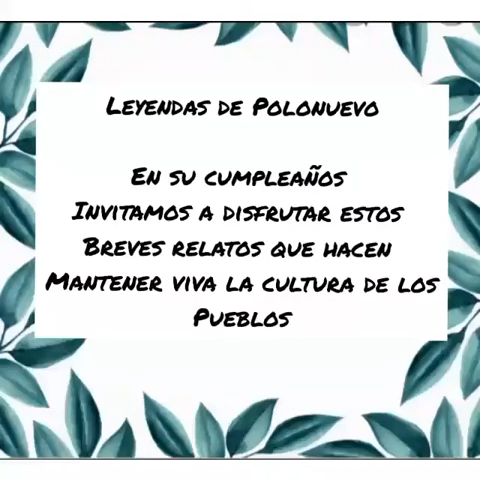 Leyendas de Polonuevo
En su cumpleaños
Invitamos a disfrutar estos
Breves relatos que hacen
Mantener viva la cultura de los
Pueblos